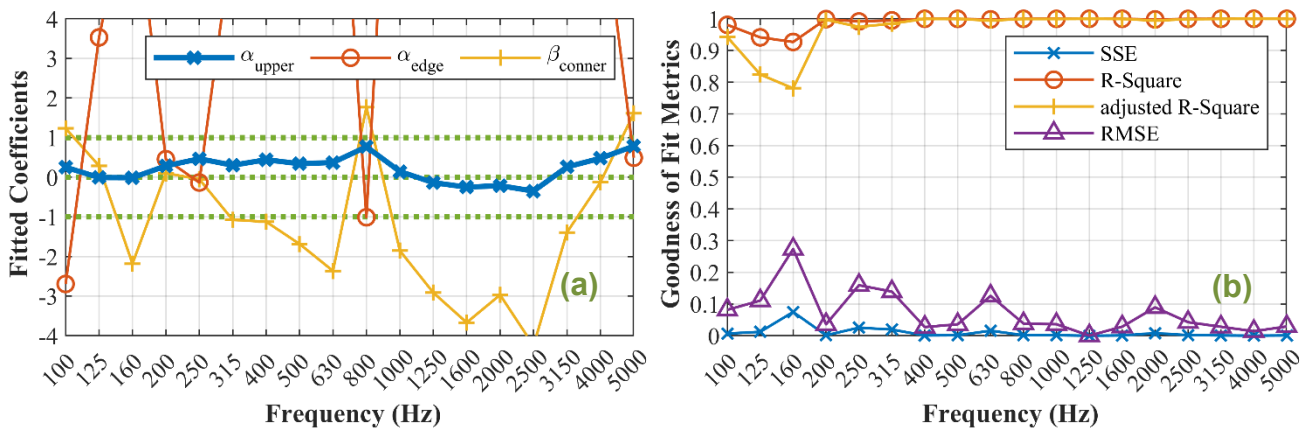 Fitted Coefficients
4
3
2
1
0
-1
-2
-3
-4
α upper α edge β conner
(a)
100 125 160 200 250 315 400 500 630 800 1000 1250 1600 2000 2500 3150 4000 5000
Frequency (Hz)
Goodness of Fit Metrics
1
0.9
0.8
0.7
0.6
0.5
0.4
0.3
0.2
0.1
0
SSE
R-Square
adjusted R-Square
RMSE
(b)
100 125 160 200 250 315 400 500 630 800 1000 1250 1600 2000 2500 3150 4000 5000
Frequency (Hz)